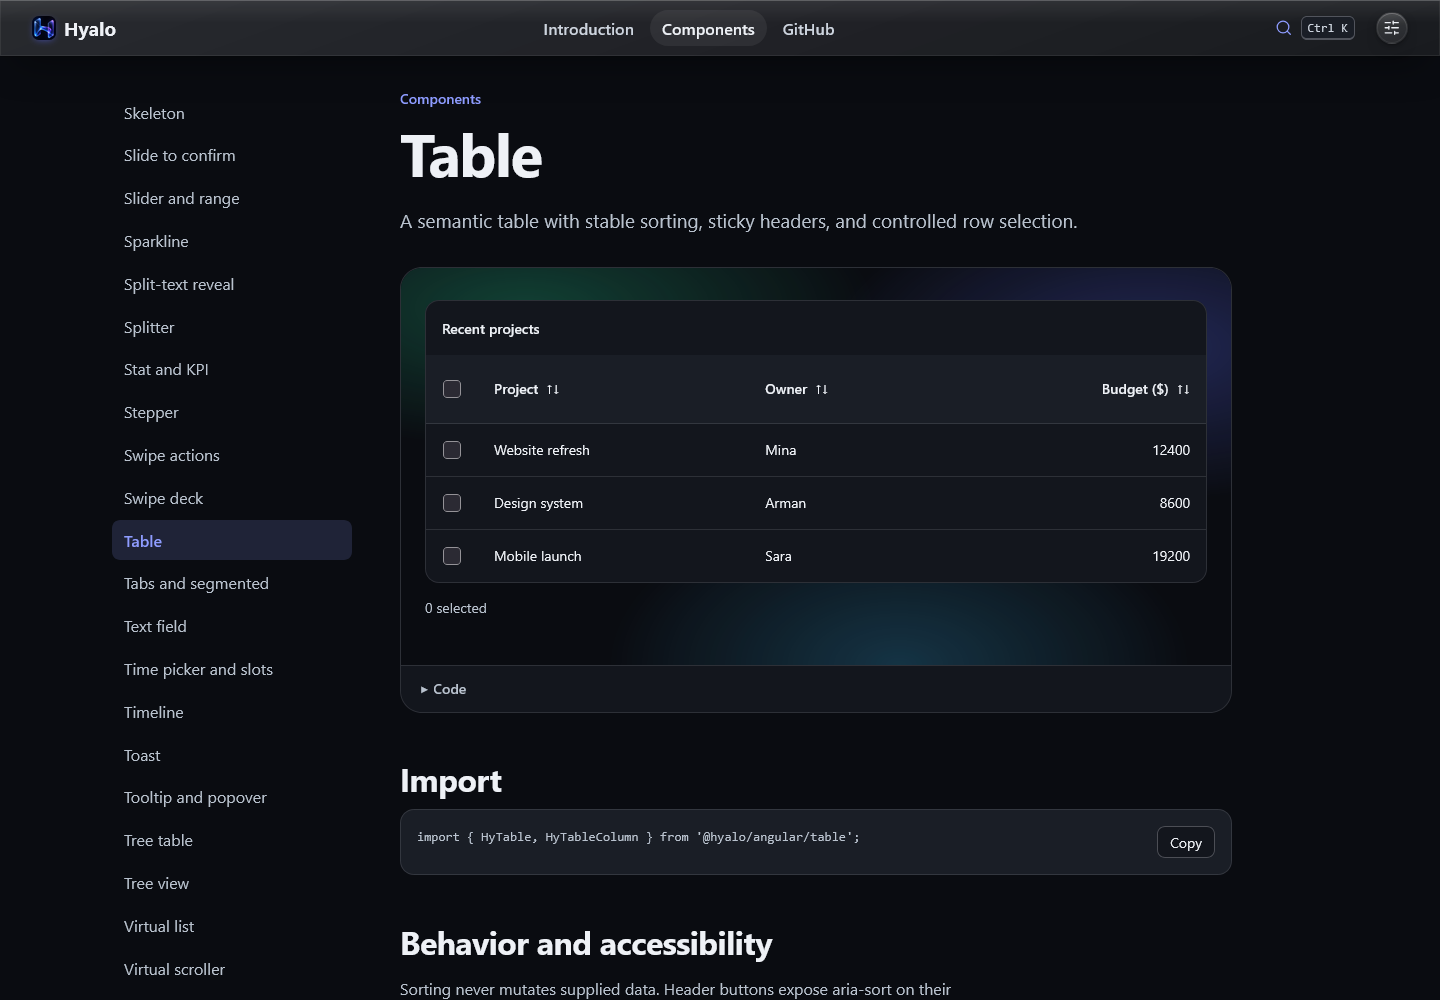 Hyalo
Introduction
Components
GitHub
Ctrl K
Skeleton
Slide to confirm
Slider and range
Sparkline
Split-text reveal
Splitter
Stat and KPI
Stepper
Swipe actions
Swipe deck
Table
Tabs and segmented
Text field
Time picker and slots
Timeline
Toast
Tooltip and popover
Tree table
Tree view
Virtual list
Virtual scroller
Components
Table
A semantic table with stable sorting, sticky headers, and controlled row selection.
Recent projects
Project ↑↓ Owner ↑↓ Budget ($) ↑↓
Website refresh Mina 12400
Design system Arman 8600
Mobile launch Sara 19200
0 selected
▸ Code
Import
import { HyTable, HyTableColumn } from '@hyalo/angular/table';
Copy
Behavior and accessibility
Sorting never mutates supplied data. Header buttons expose aria-sort on their